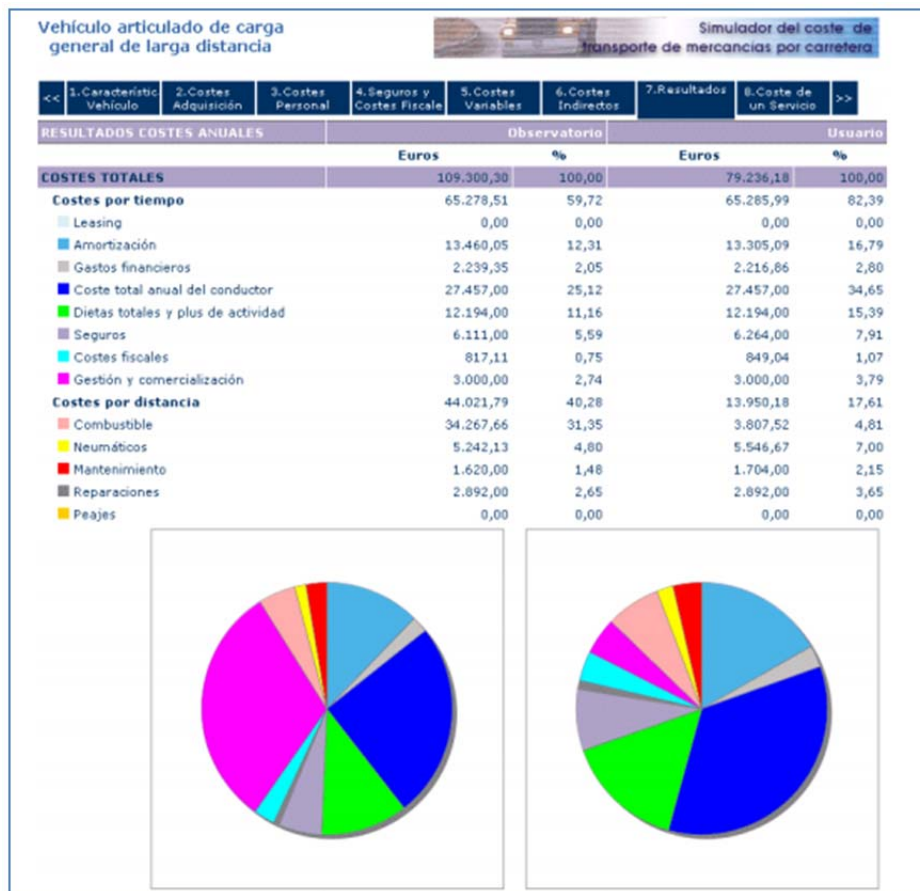 Vehículo articulado de carga
general de larga distancia
Simulador del coste de
transporte de mercancías por carretera
<< 1.Característic Vehículo 2.Costes Adquisición 3.Costes Personal 4.Seguros y Costes Fiscale 5.Costes Variables 6.Costes Indirectos 7.Resultados 8.Coste de un Servicio >>
RESULTADOS COSTES ANUALES Observatorio Usuario
Euros % Euros %
COSTES TOTALES 109.300,30 100,00 79.236,18 100,00
Costes por tiempo 65.278,51 59,72 65.285,99 82,39
Leasing 0,00 0,00 0,00 0,00
Amortización 13.460,05 12,31 13.305,09 16,79
Gastos financieros 2.239,35 2,05 2.216,86 2,80
Coste total anual del conductor 27.457,00 25,12 27.457,00 34,65
Dietas totales y plus de actividad 12.194,00 11,16 12.194,00 15,39
Seguros 6.111,00 5,59 6.264,00 7,91
Costes fiscales 817,11 0,75 849,04 1,07
Gestión y comercialización 3.000,00 2,74 3.000,00 3,79
Costes por distancia 44.021,79 40,28 13.950,18 17,61
Combustible 34.267,66 31,35 3.807,52 4,81
Neumáticos 5.242,13 4,80 5.546,67 7,00
Mantenimiento 1.620,00 1,48 1.704,00 2,15
Reparaciones 2.892,00 2,65 2.892,00 3,65
Peajes 0,00 0,00 0,00 0,00